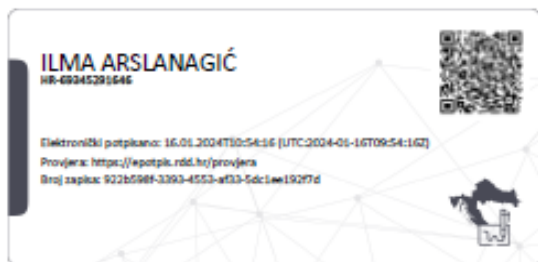 ILMA ARSLANAGIĆ
HR-69345291646
Elektronički potpisano: 16.01.2024T10:54:16 (UTC:2024-01-16T09:54:16Z)
Provjera: https://epotpis.rdd.hr/provjera
Broj zapisa: 922b598f-3393-4553-af33-5dc1ee192f7d